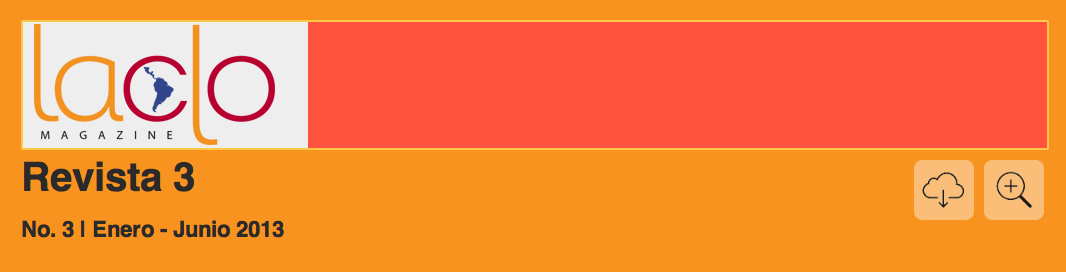 laclo
MAGAZINE
Revista 3
No. 3 | Enero - Junio 2013